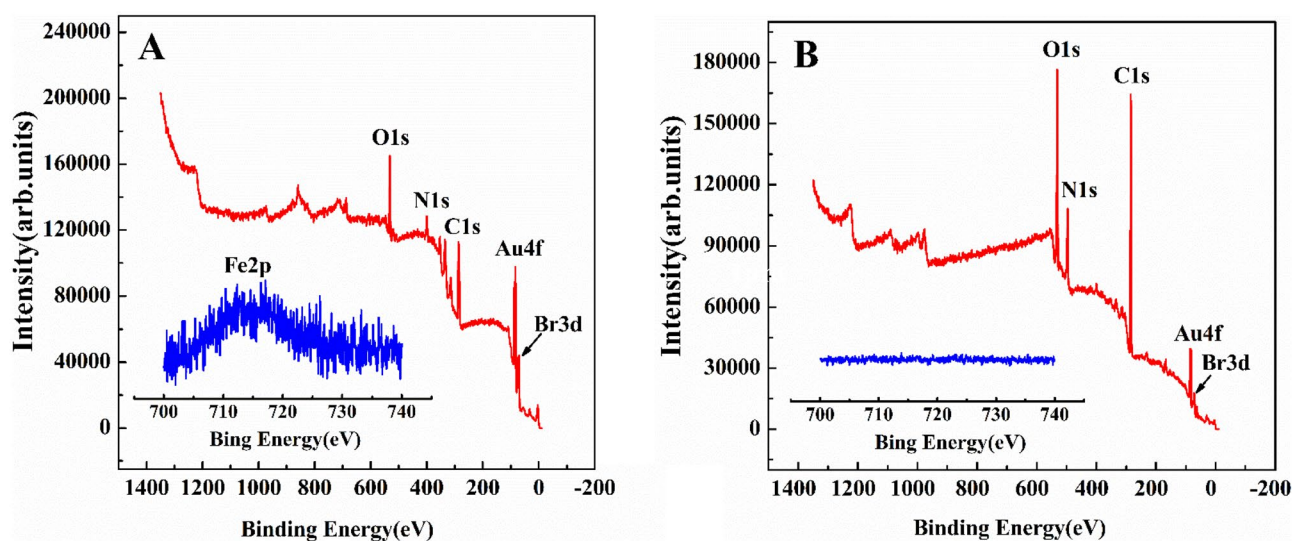 A
Intensity(arb.units)
240000
200000
160000
120000
80000
40000
0
O1s
N1s
C1s
Au4f
Br3d
Fe2p
700 710 720 730 740
Bing Energy(eV)
1400 1200 1000 800 600 400 200 0 -200
Binding Energy(eV)
B
Intensity(arb.units)
180000
150000
120000
90000
60000
30000
0
O1s
C1s
N1s
Au4f
Br3d
700 710 720 730 740
Bing Energy(eV)
1400 1200 1000 800 600 400 200 0 -200
Binding Energy(eV)